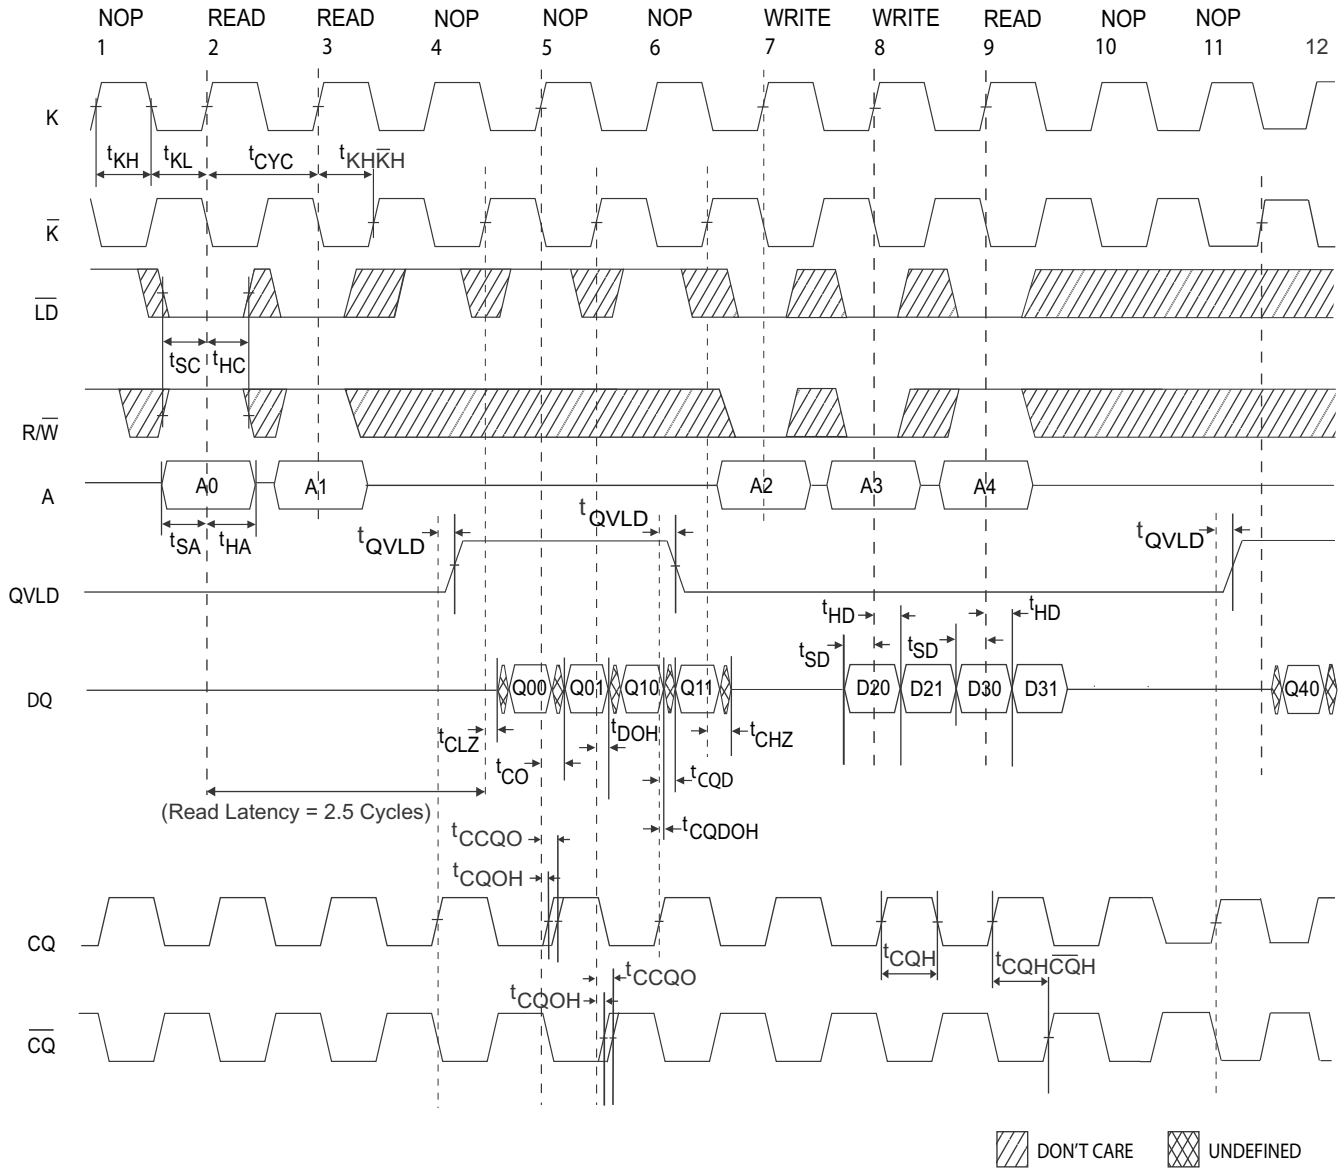 NOP READ READ NOP NOP NOP WRITE WRITE READ NOP NOP
1 2 3 4 5 6 7 8 9 10 11 12
K
tKH tKL tCYC tKHK̅H
K̅
L̅D̅
tSC tHC
R/W̅
A A0 A1 A2 A3 A4
tSA tHA tQVLD tQVLD tQVLD
QVLD
tHD tHD
tSD tSD
DQ Q00 Q01 Q10 Q11 D20 D21 D30 D31 Q40
tCLZ tDOH tCHZ
tCO tCQD
(Read Latency = 2.5 Cycles)
tCQDOH
tCCQO
tCQOH
CQ
tCQH tCQHC̅Q̅H
tCCQO
tCQOH
C̅Q̅
DON'T CARE UNDEFINED